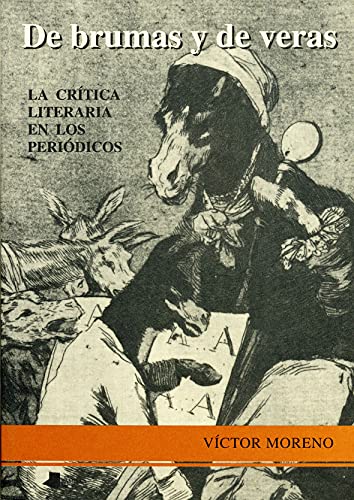 De brumas y de veras
LA CRÍTICA
LITERARIA
EN LOS
PERIÓDICOS
A A
A
A.A.
VÍCTOR MORENO